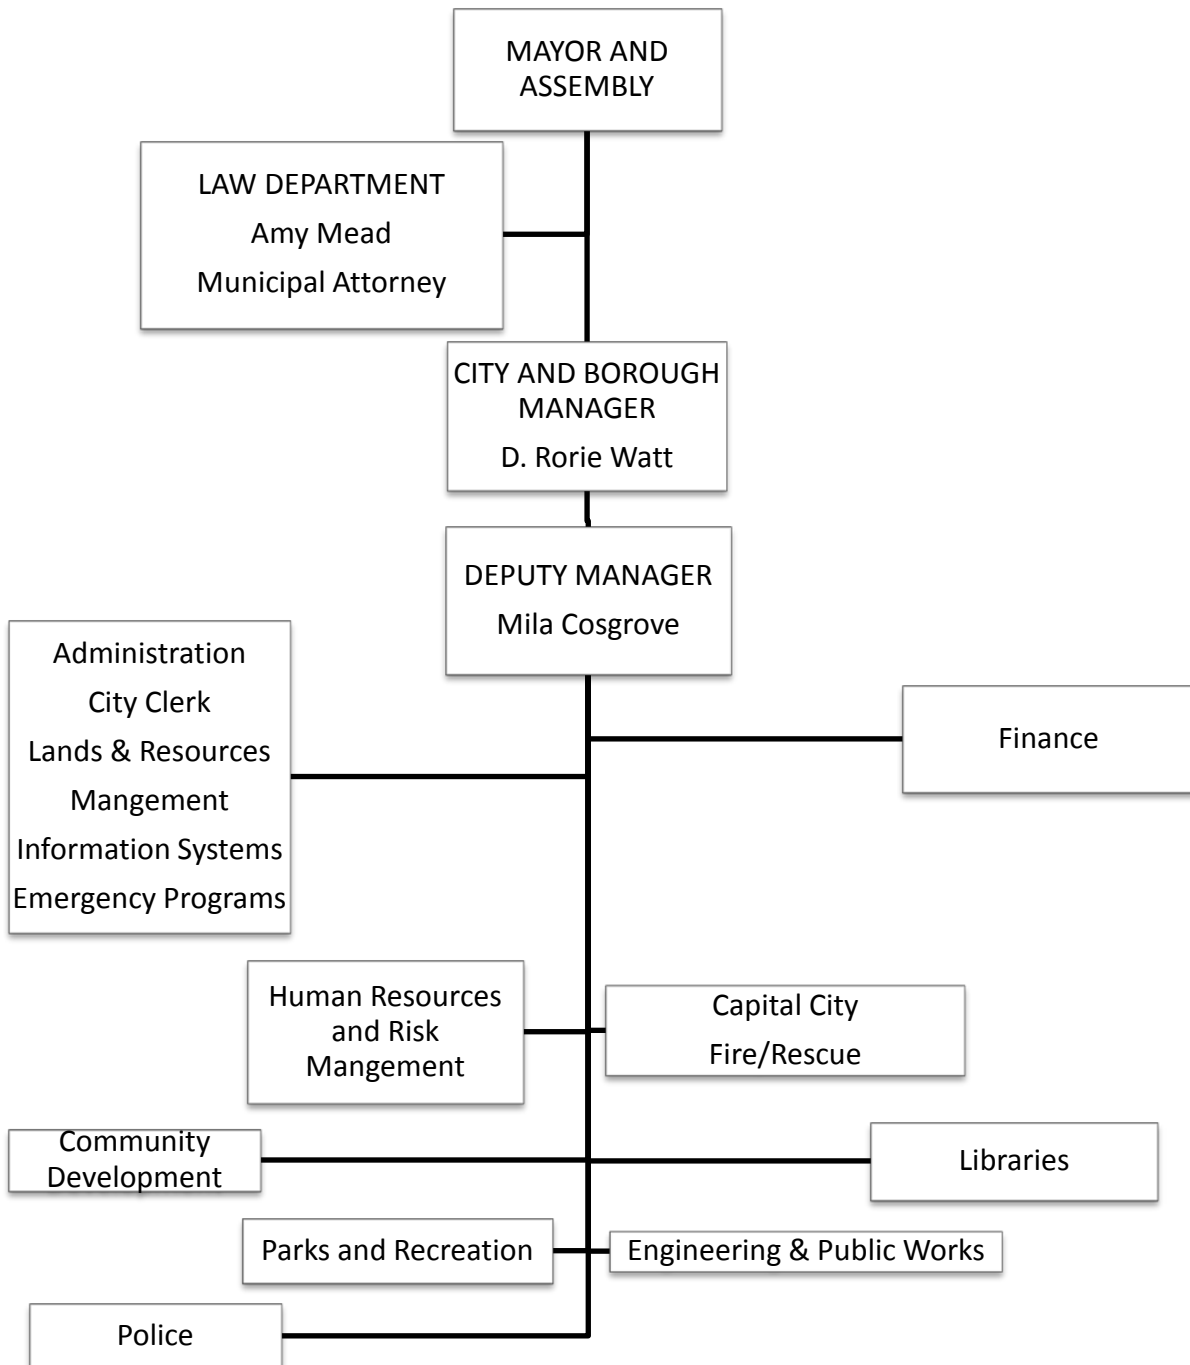 MAYOR AND
ASSEMBLY
LAW DEPARTMENT
Amy Mead
Municipal Attorney
CITY AND BOROUGH
MANAGER
D. Rorie Watt
DEPUTY MANAGER
Mila Cosgrove
Administration
City Clerk
Lands & Resources
Mangement
Information Systems
Emergency Programs
Finance
Human Resources
and Risk
Mangement
Capital City
Fire/Rescue
Community
Development
Libraries
Parks and Recreation
Engineering & Public Works
Police